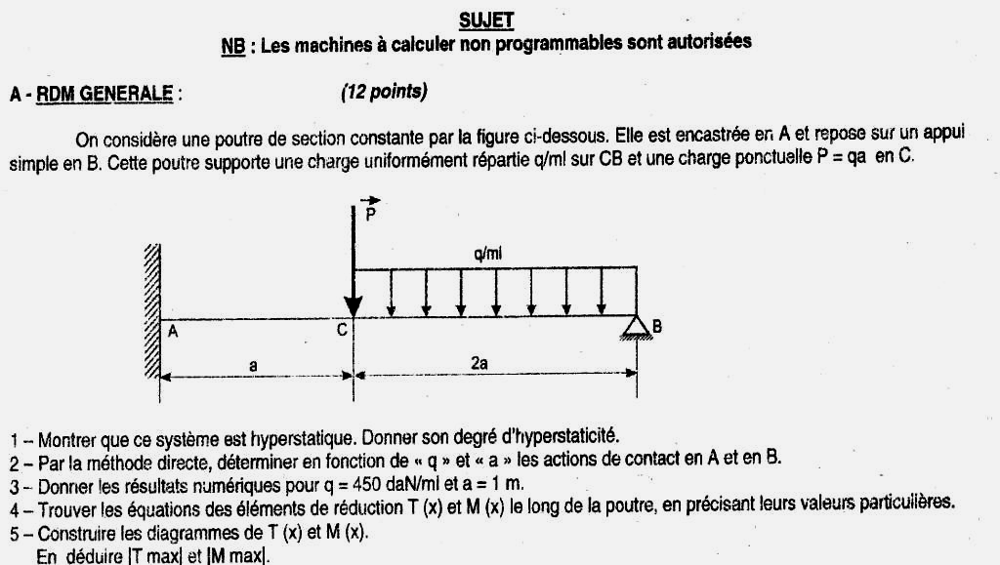 SUJET
NB : Les machines à calculer non programmables sont autorisées
A - RDM GENERALE : (12 points)
On considère une poutre de section constante par la figure ci-dessous. Elle est encastrée en A et repose sur un appui
simple en B. Cette poutre supporte une charge uniformément répartie q/ml sur CB et une charge ponctuelle P = qa en C.
P
q/ml
A
C
B
a
2a
1 – Montrer que ce système est hyperstatique. Donner son degré d'hyperstaticité.
2 – Par la méthode directe, déterminer en fonction de « q » et « a » les actions de contact en A et en B.
3 – Donner les résultats numériques pour q = 450 daN/ml et a = 1 m.
4 – Trouver les équations des éléments de réduction T (x) et M (x) le long de la poutre, en précisant leurs valeurs particulières.
5 – Construire les diagrammes de T (x) et M (x).
En déduire |T max| et |M max|.